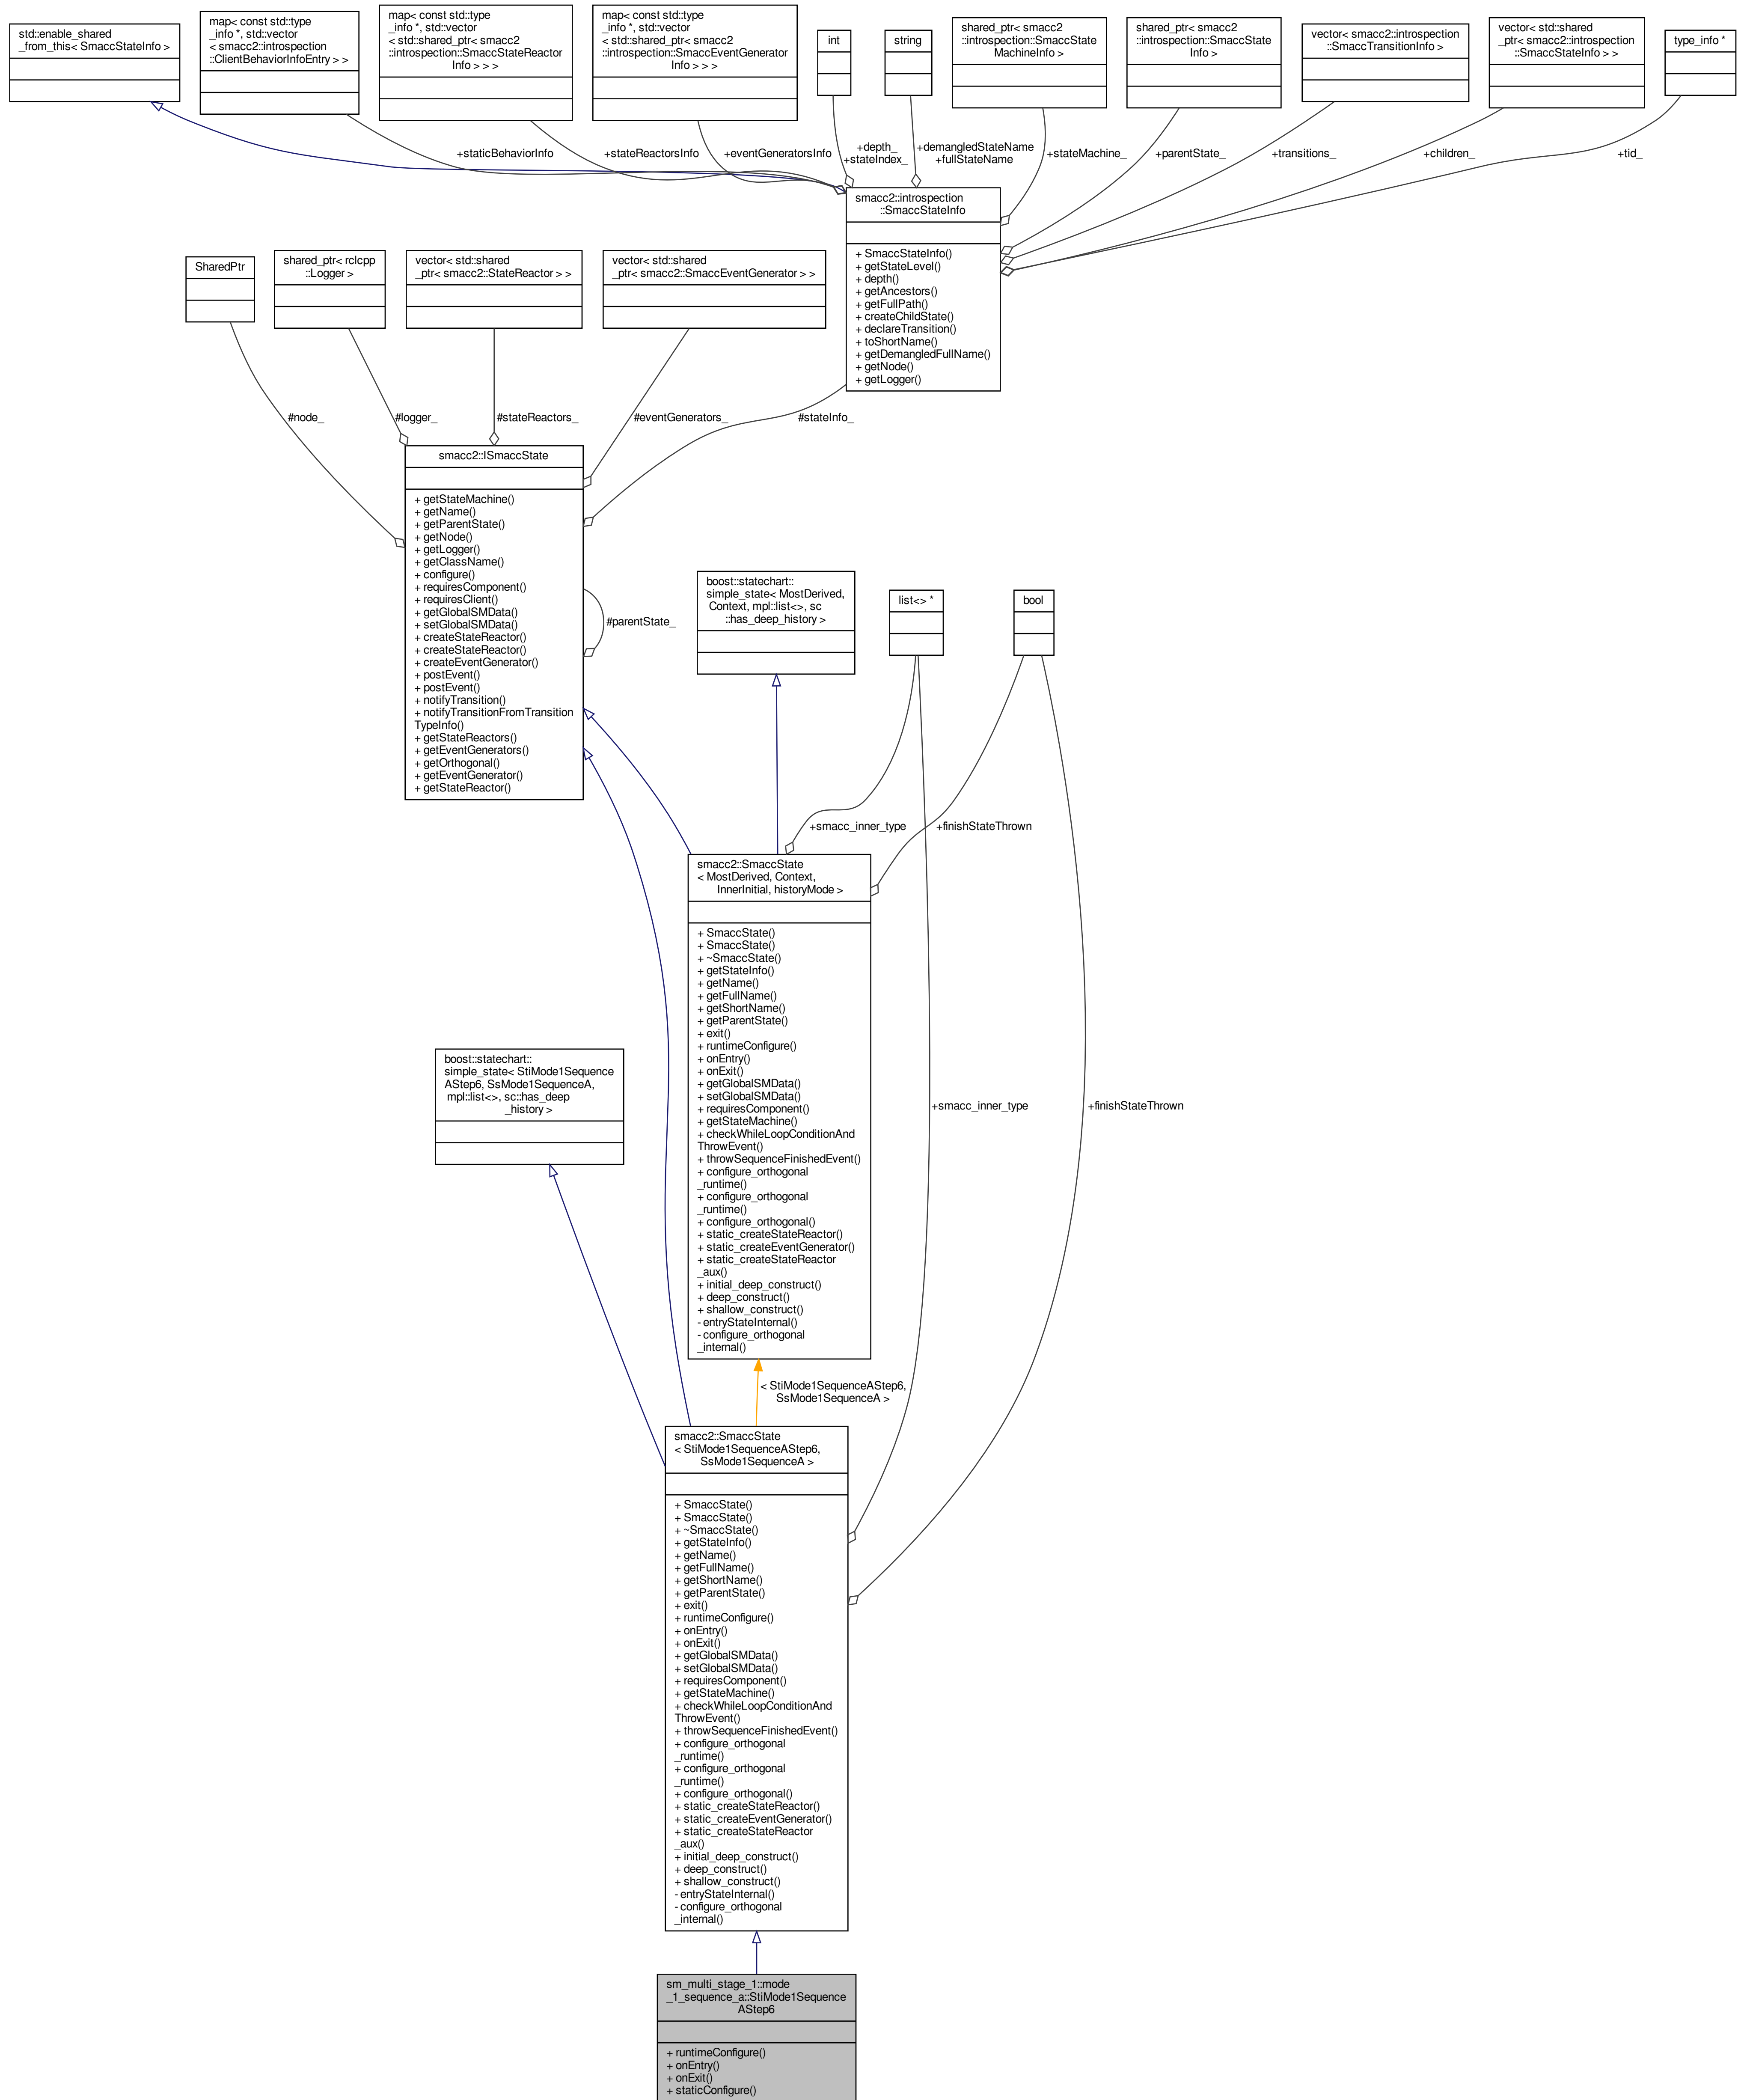 std::enable_shared
_from_this< SmaccStateInfo >
map< const std::type
_info *, std::vector
< smacc2::introspection
::ClientBehaviorInfoEntry > >
map< const std::type
_info *, std::vector
< std::shared_ptr< smacc2
::introspection::SmaccStateReactor
Info > > >
map< const std::type
_info *, std::vector
< std::shared_ptr< smacc2
::introspection::SmaccEventGenerator
Info > > >
int
string
shared_ptr< smacc2
::introspection::SmaccState
MachineInfo >
shared_ptr< smacc2
::introspection::SmaccState
Info >
vector< smacc2::introspection
::SmaccTransitionInfo >
vector< std::shared
_ptr< smacc2::introspection
::SmaccStateInfo > >
type_info *
+staticBehaviorInfo
+stateReactorsInfo
+eventGeneratorsInfo
+depth_
+stateIndex_
+demangledStateName
+fullStateName
+stateMachine_
+parentState_
+transitions_
+children_
+tid_
smacc2::introspection
::SmaccStateInfo
+ SmaccStateInfo()
+ getStateLevel()
+ depth()
+ getAncestors()
+ getFullPath()
+ createChildState()
+ declareTransition()
+ toShortName()
+ getDemangledFullName()
+ getNode()
+ getLogger()
SharedPtr
shared_ptr< rclcpp
::Logger >
vector< std::shared
_ptr< smacc2::StateReactor > >
vector< std::shared
_ptr< smacc2::SmaccEventGenerator > >
#node_
#logger_
#stateReactors_
#eventGenerators_
#stateInfo_
smacc2::ISmaccState
+ getStateMachine()
+ getName()
+ getParentState()
+ getNode()
+ getLogger()
+ getClassName()
+ configure()
+ requiresComponent()
+ requiresClient()
+ getGlobalSMData()
+ setGlobalSMData()
+ createStateReactor()
+ createStateReactor()
+ createEventGenerator()
+ postEvent()
+ postEvent()
+ notifyTransition()
+ notifyTransitionFromTransition
TypeInfo()
+ getStateReactors()
+ getEventGenerators()
+ getOrthogonal()
+ getEventGenerator()
+ getStateReactor()
#parentState_
boost::statechart::
simple_state< MostDerived,
Context, mpl::list<>, sc
::has_deep_history >
list<> *
bool
+smacc_inner_type
+finishStateThrown
smacc2::SmaccState
< MostDerived, Context,
InnerInitial, historyMode >
+ SmaccState()
+ SmaccState()
+ ~SmaccState()
+ getStateInfo()
+ getName()
+ getFullName()
+ getShortName()
+ getParentState()
+ exit()
+ runtimeConfigure()
+ onEntry()
+ onExit()
+ getGlobalSMData()
+ setGlobalSMData()
+ requiresComponent()
+ getStateMachine()
+ checkWhileLoopConditionAnd
ThrowEvent()
+ throwSequenceFinishedEvent()
+ configure_orthogonal
_runtime()
+ configure_orthogonal
_runtime()
+ configure_orthogonal()
+ static_createStateReactor()
+ static_createEventGenerator()
+ static_createStateReactor
_aux()
+ initial_deep_construct()
+ deep_construct()
+ shallow_construct()
- entryStateInternal()
- configure_orthogonal
_internal()
boost::statechart::
simple_state< StiMode1Sequence
AStep6, SsMode1SequenceA,
mpl::list<>, sc::has_deep
_history >
+smacc_inner_type
+finishStateThrown
< StiMode1SequenceAStep6,
SsMode1SequenceA >
smacc2::SmaccState
< StiMode1SequenceAStep6,
SsMode1SequenceA >
+ SmaccState()
+ SmaccState()
+ ~SmaccState()
+ getStateInfo()
+ getName()
+ getFullName()
+ getShortName()
+ getParentState()
+ exit()
+ runtimeConfigure()
+ onEntry()
+ onExit()
+ getGlobalSMData()
+ setGlobalSMData()
+ requiresComponent()
+ getStateMachine()
+ checkWhileLoopConditionAnd
ThrowEvent()
+ throwSequenceFinishedEvent()
+ configure_orthogonal
_runtime()
+ configure_orthogonal
_runtime()
+ configure_orthogonal()
+ static_createStateReactor()
+ static_createEventGenerator()
+ static_createStateReactor
_aux()
+ initial_deep_construct()
+ deep_construct()
+ shallow_construct()
- entryStateInternal()
- configure_orthogonal
_internal()
sm_multi_stage_1::mode
_1_sequence_a::StiMode1Sequence
AStep6
+ runtimeConfigure()
+ onEntry()
+ onExit()
+ staticConfigure()